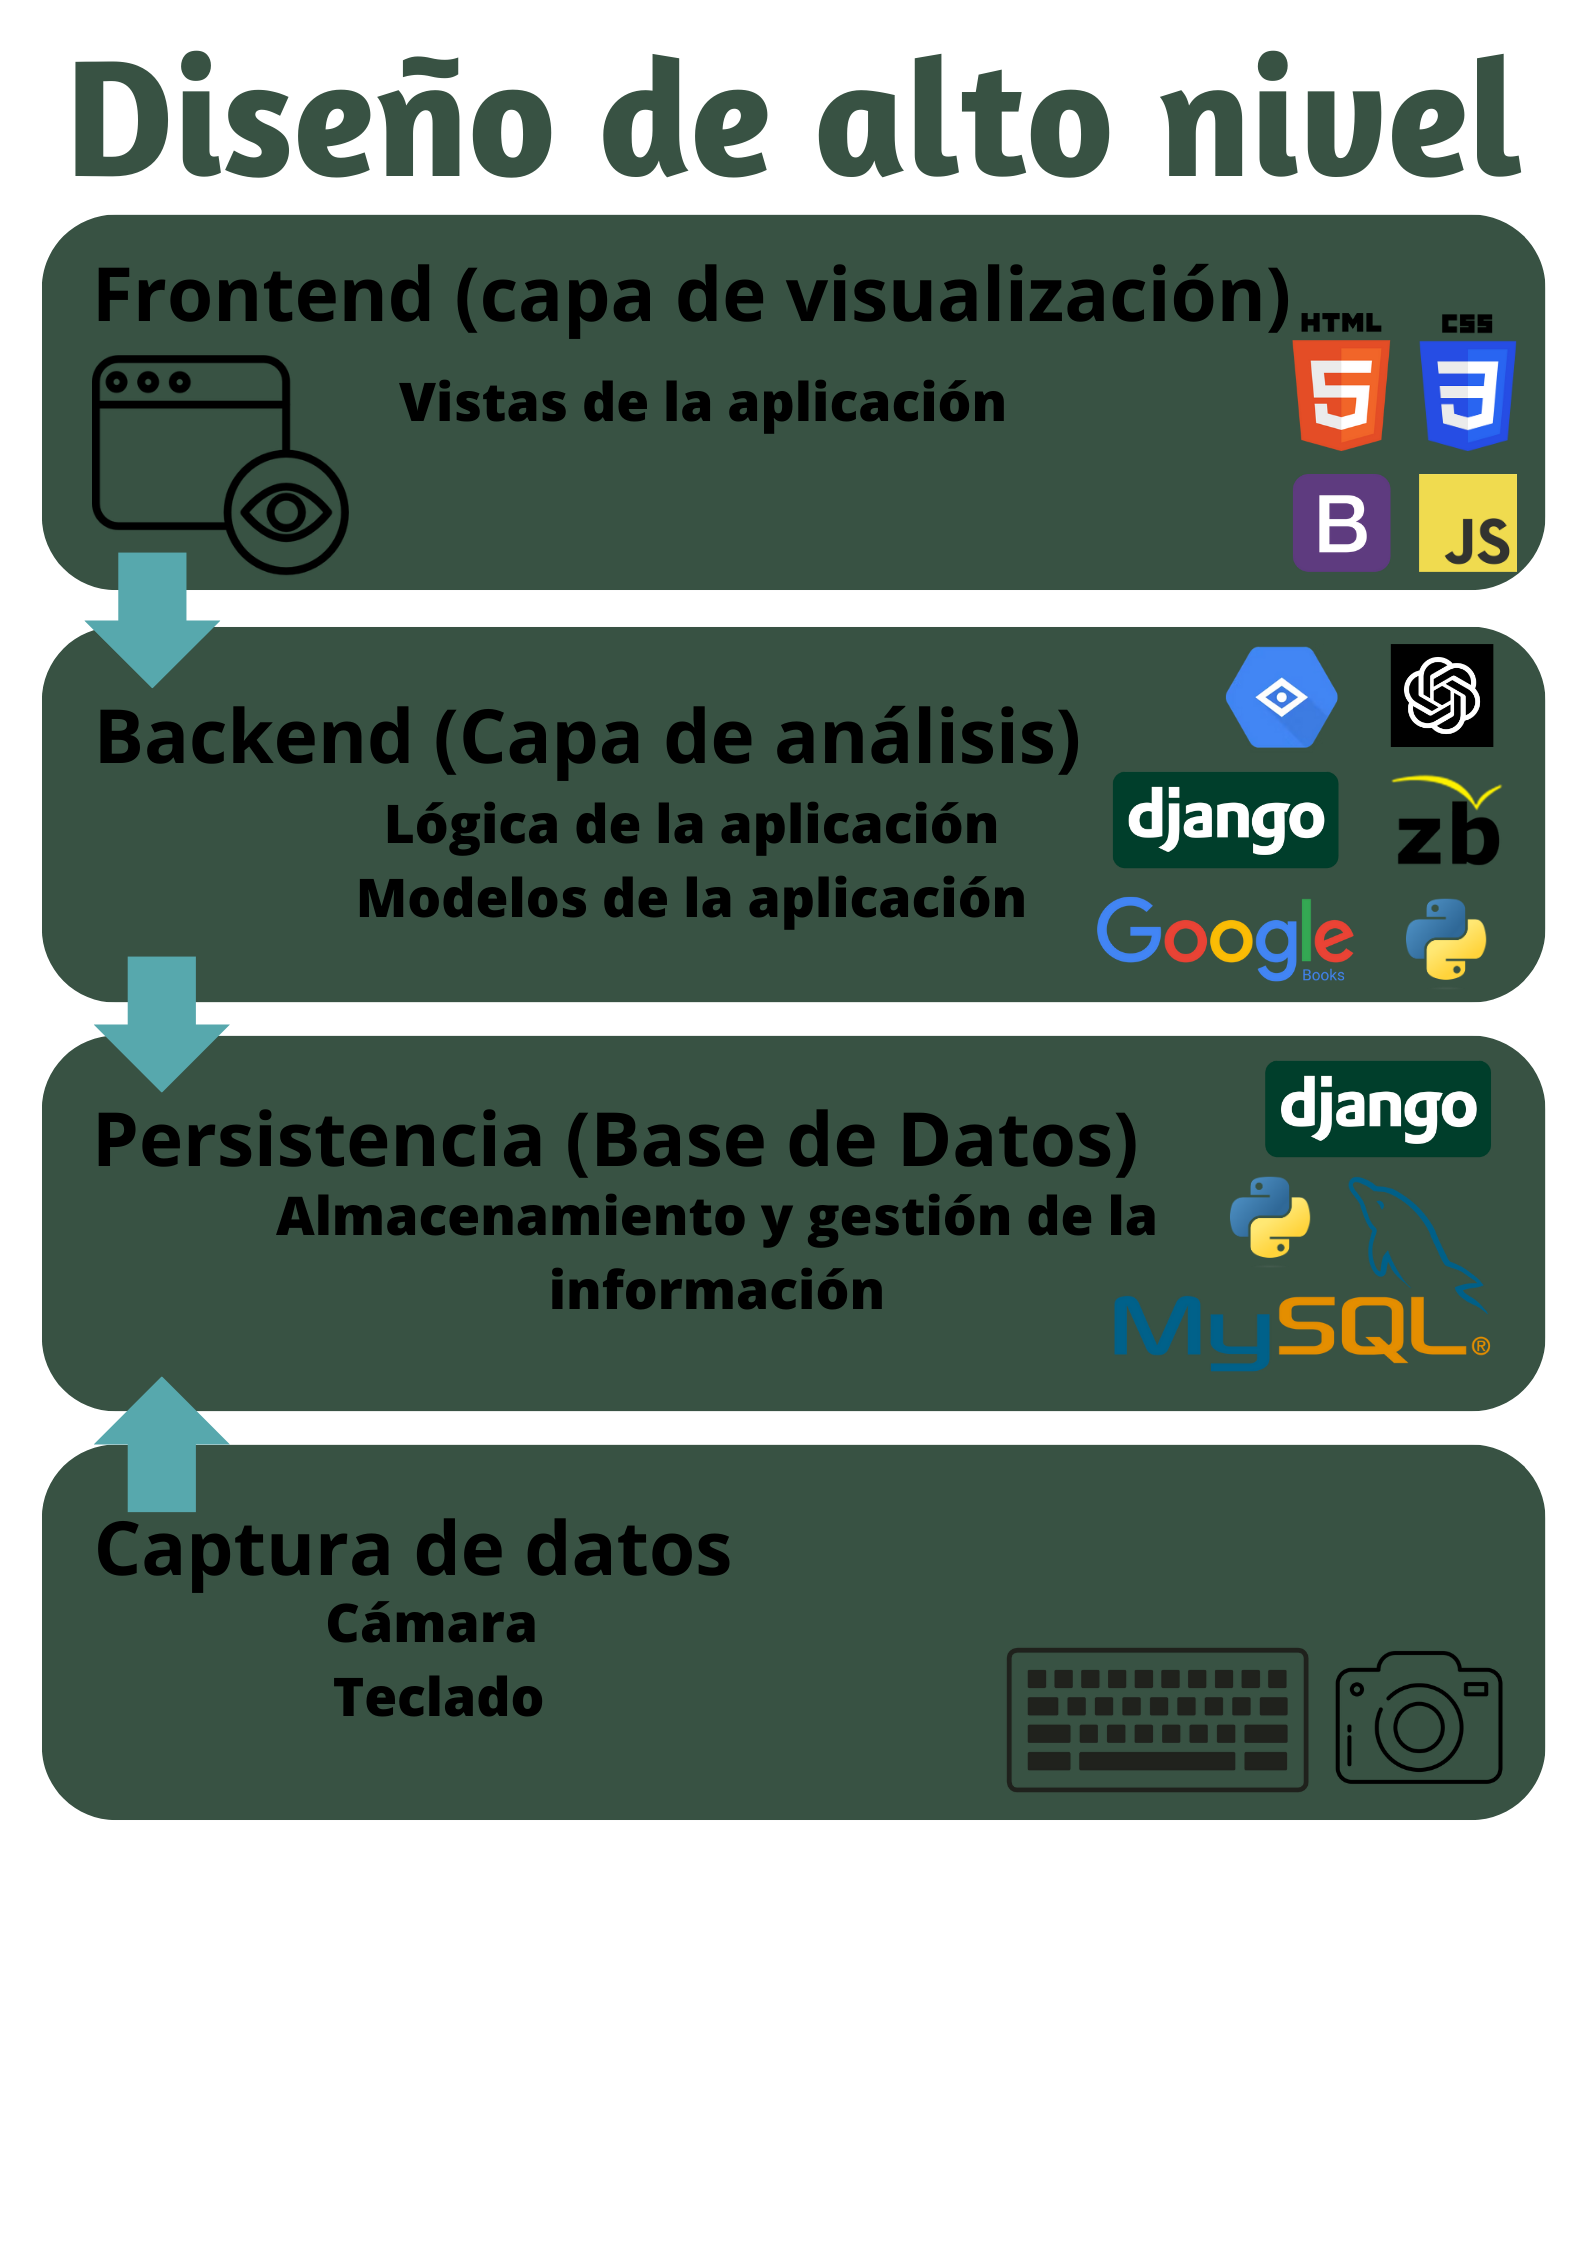 Diseño de alto nivel
Frontend (capa de visualización)
HTML
CSS
Vistas de la aplicación
B
JS
Backend (Capa de análisis)
Lógica de la aplicación
Modelos de la aplicación
django
zb
Google
Books
Persistencia (Base de Datos)
Almacenamiento y gestión de la
información
django
MySQL®
Captura de datos
Cámara
Teclado